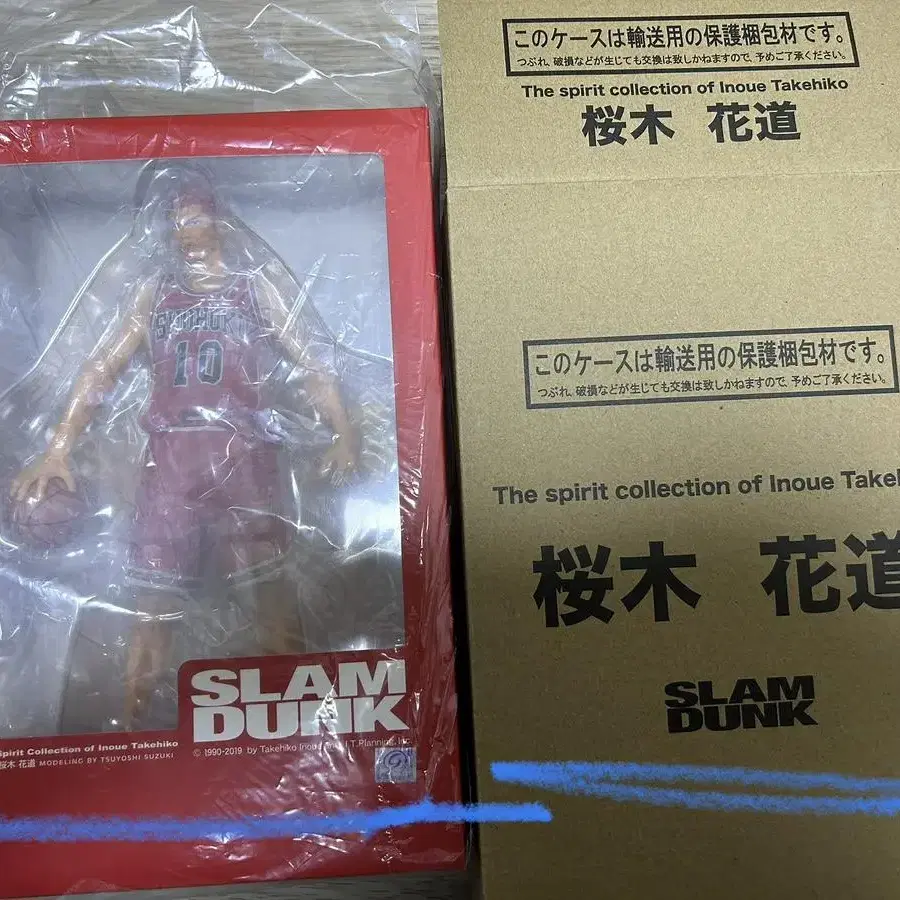 SHOHOKU
10
SLAM
DUNK
Spirit Collection of Inoue Takehiko
© 1990-2019 by Takehiko Inoue and I.T.Planning, Inc.
桜木 花道 MODELING BY TSUYOSHI SUZUKI
このケースは輸送用の保護梱包材です。
つぶれ、破損などが生じても交換は致しかねますので、予めご了承ください。
The spirit collection of Inoue Takehiko
桜木 花道
このケースは輸送用の保護梱包材です。
つぶれ、破損などが生じても交換は致しかねますので、予めご了承ください。
The spirit collection of Inoue Takeh
桜木 花道
SLAM
DUNK